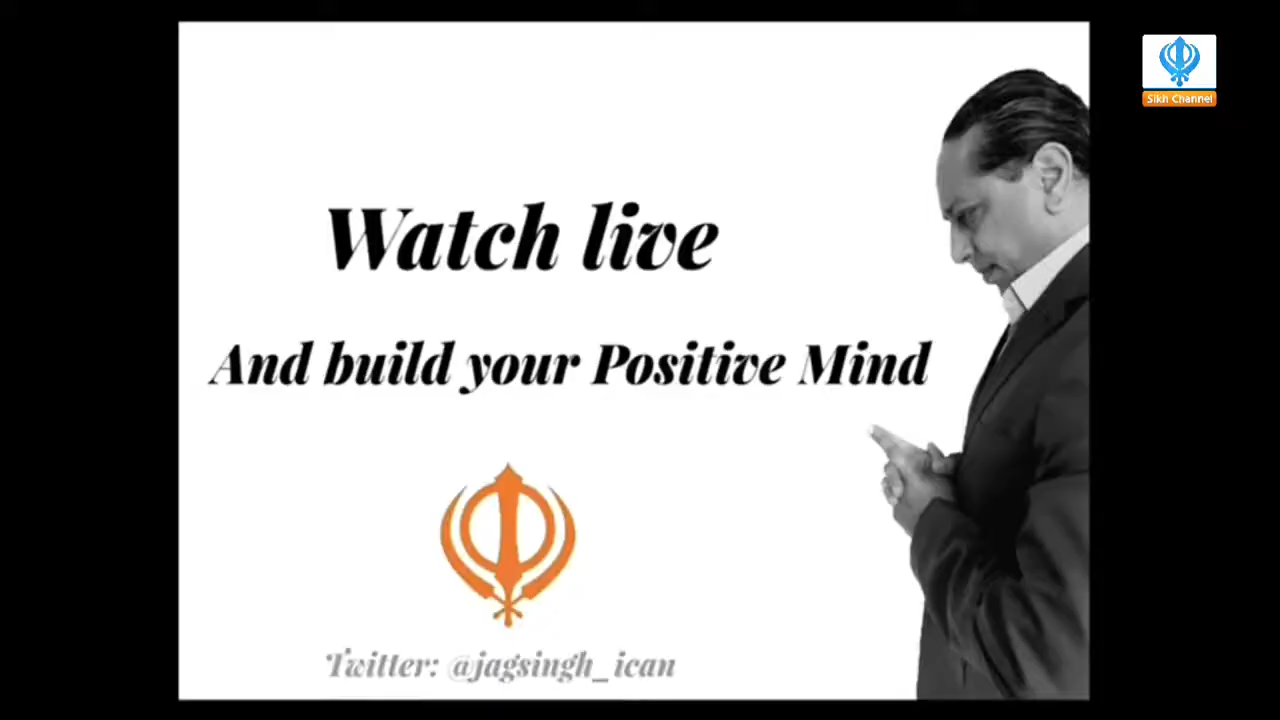 Sikh Channel
Watch live
And build your Positive Mind
Twitter: @jagsingh_ican